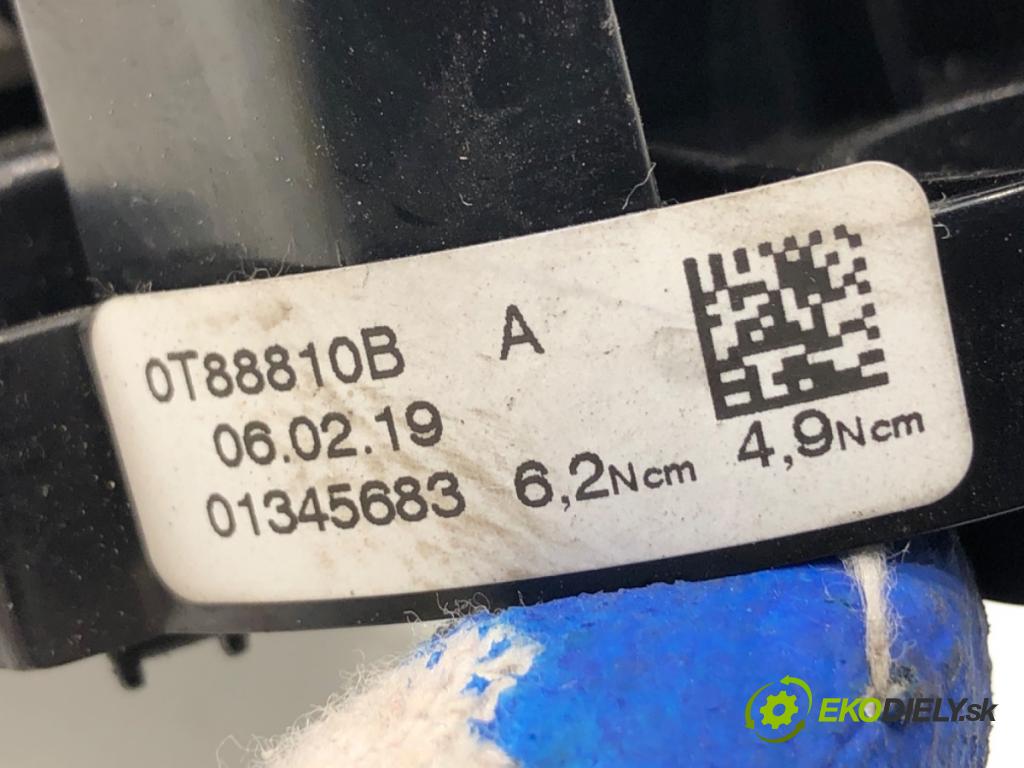 0T88810B A
06.02.19
01345683 6,2Ncm 4,9Ncm
EKODIELY.sk